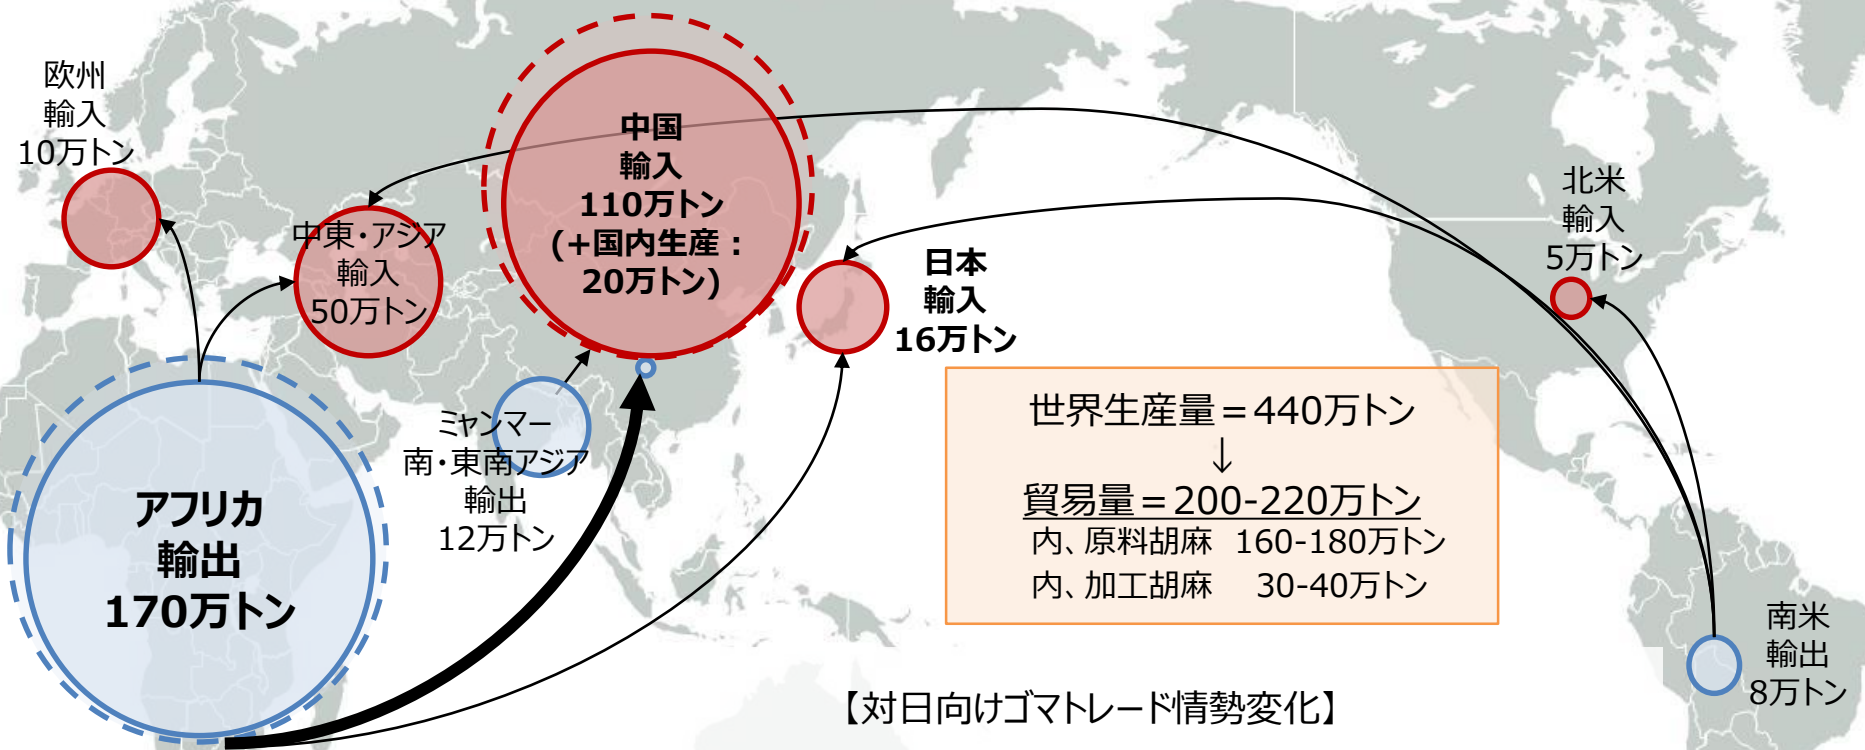 欧州
輸入
10万トン
中東・アジア
輸入
50万トン
中国
輸入
110万トン
(+国内生産：
20万トン)
日本
輸入
16万トン
北米
輸入
5万トン
アフリカ
輸出
170万トン
ミャンマー
南・東南アジア
輸出
12万トン
世界生産量＝440万トン
↓
貿易量＝200-220万トン
内、原料胡麻 160-180万トン
内、加工胡麻 30-40万トン
南米
輸出
8万トン
【対日向けゴマトレード情勢変化】